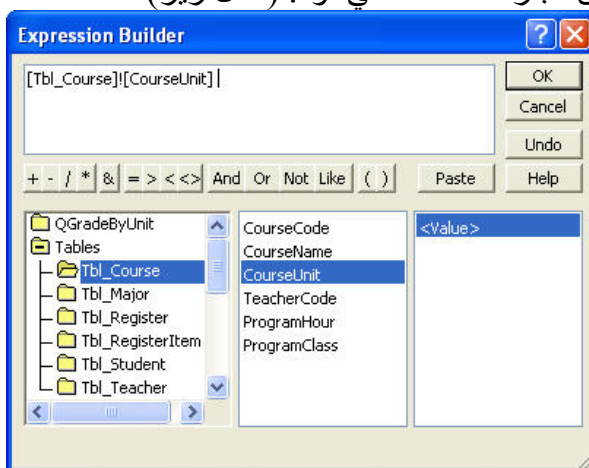 Expression Builder
[Tbl_Course]![CourseUnit]
OK
Cancel
Undo
+ - / * & = > < <> And Or Not Like ( ) Paste Help
QGradeByUnit
Tables
Tbl_Course
Tbl_Major
Tbl_Register
Tbl_RegisterItem
Tbl_Student
Tbl_Teacher
CourseCode
CourseName
CourseUnit
TeacherCode
ProgramHour
ProgramClass
<Value>